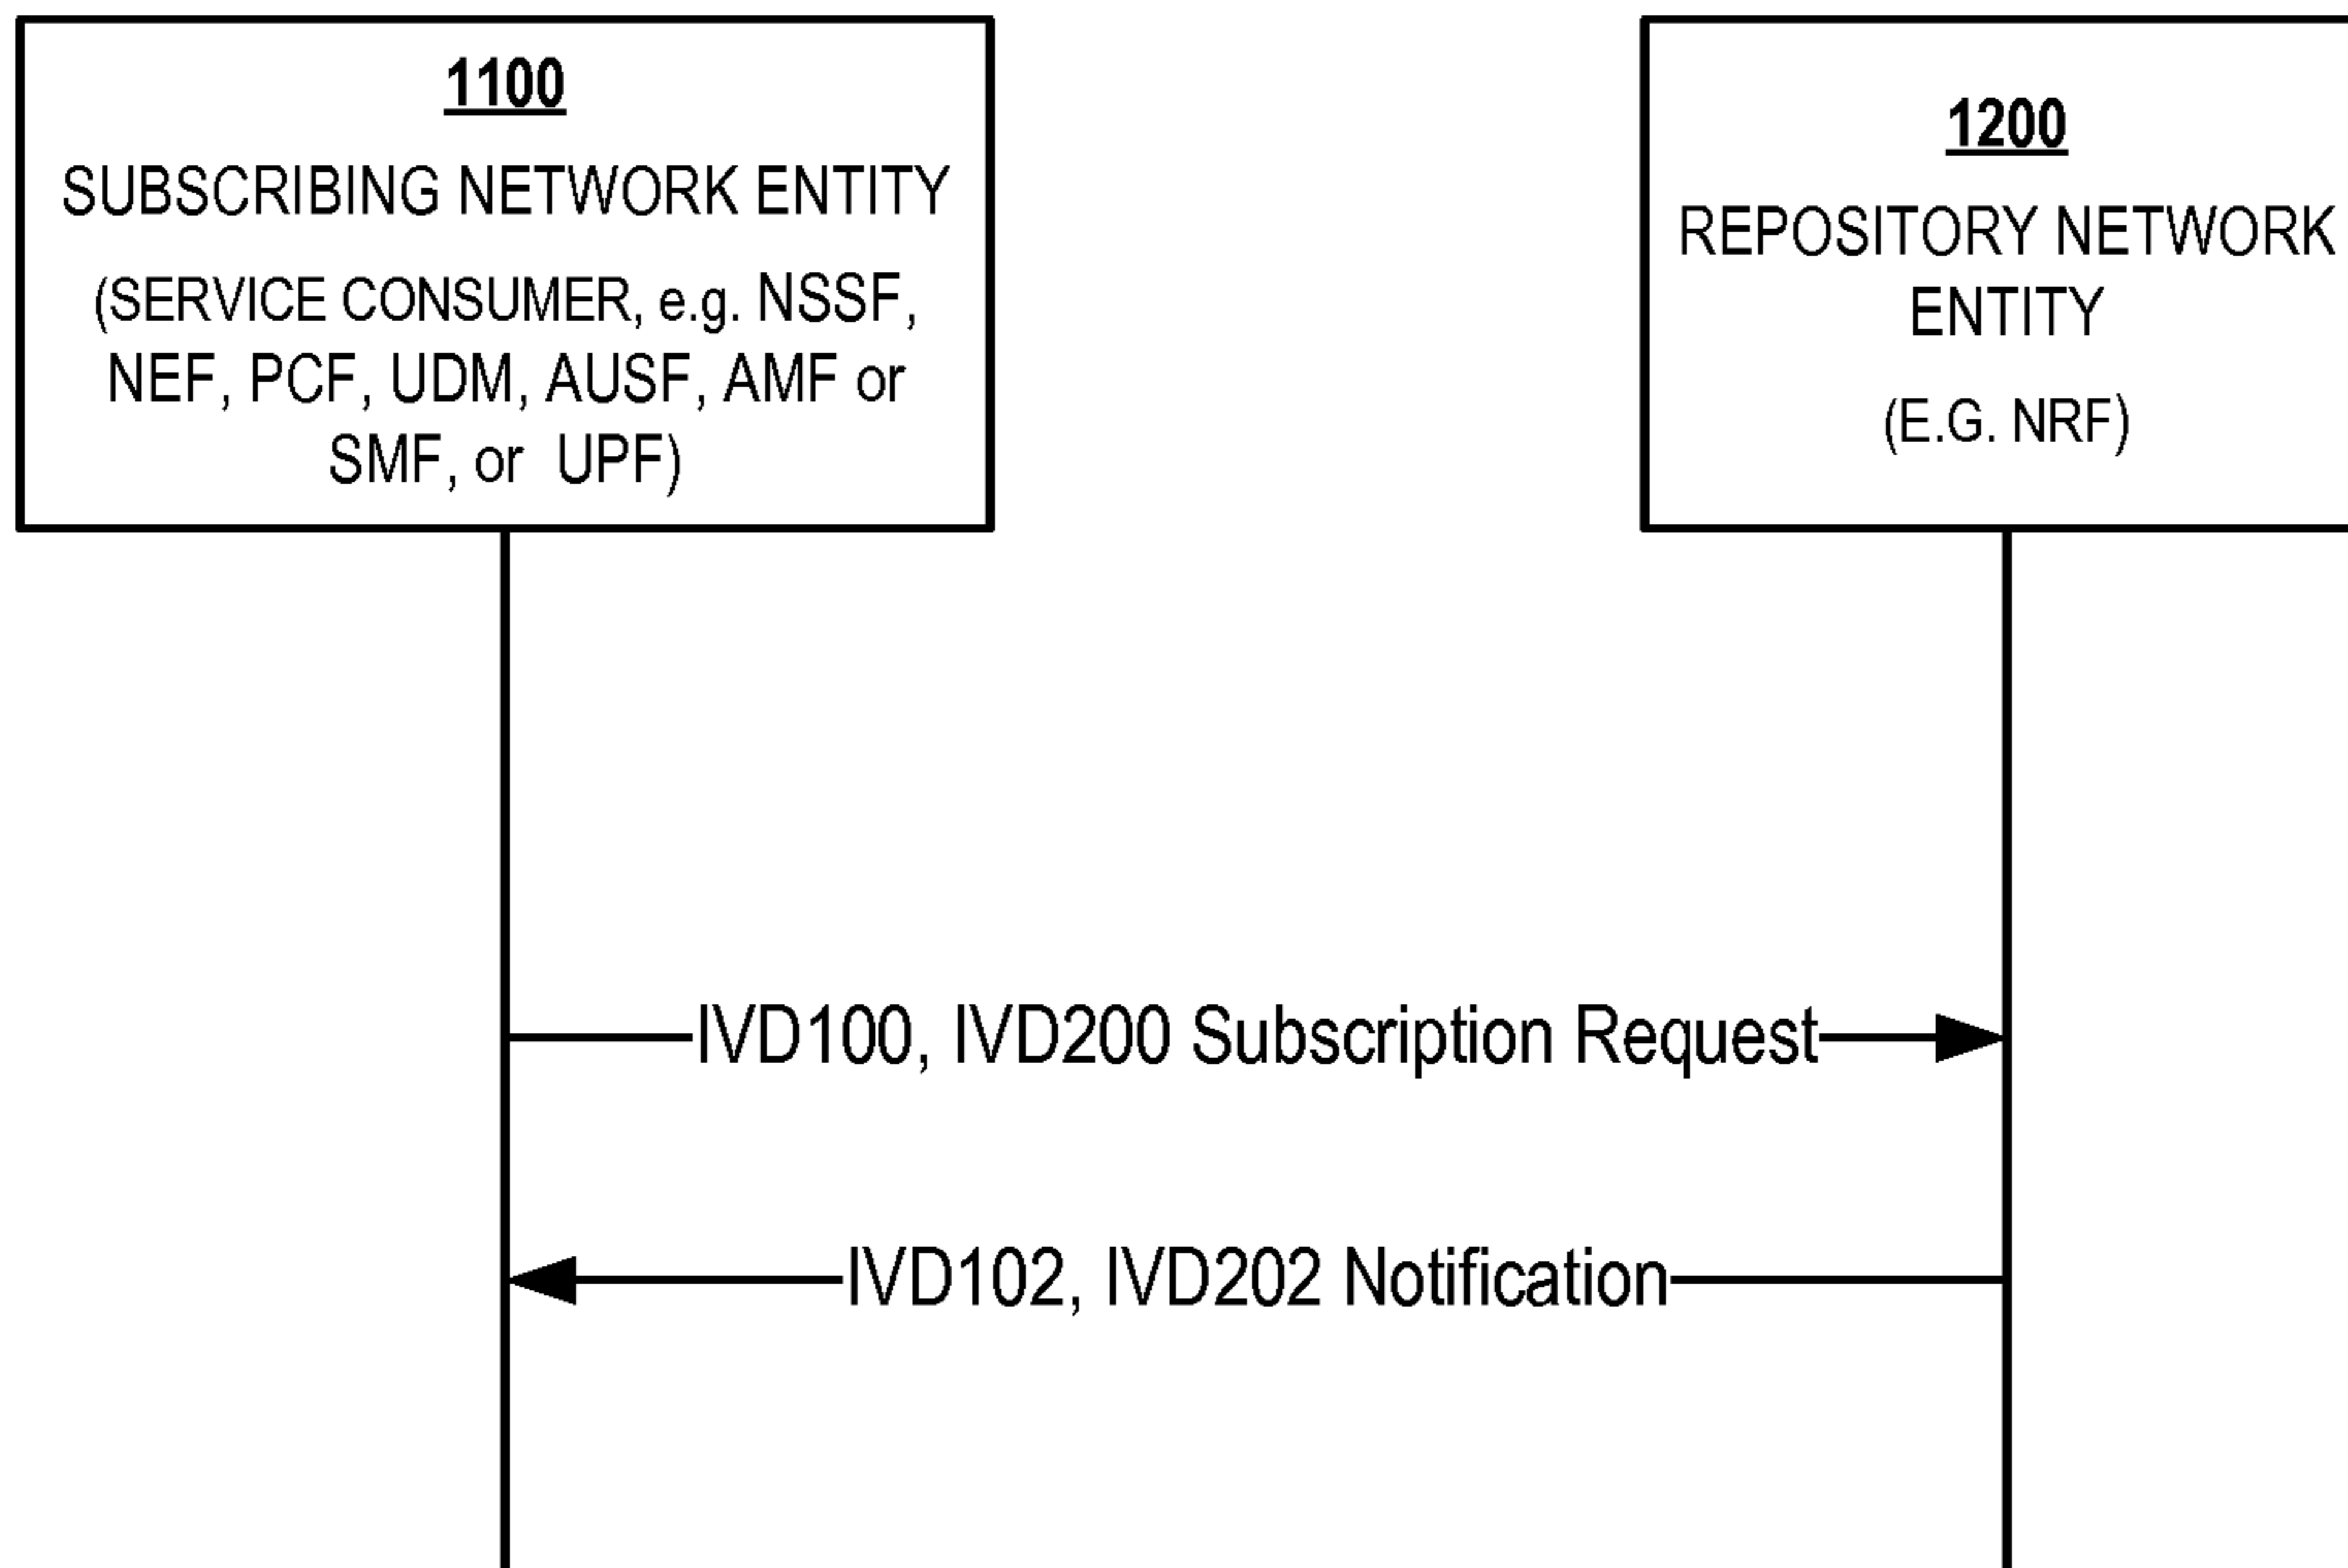 1100
SUBSCRIBING NETWORK ENTITY
(SERVICE CONSUMER, e.g. NSSF,
NEF, PCF, UDM, AUSF, AMF or
SMF, or UPF)
1200
REPOSITORY NETWORK
ENTITY
(E.G. NRF)
IVD100, IVD200 Subscription Request
IVD102, IVD202 Notification